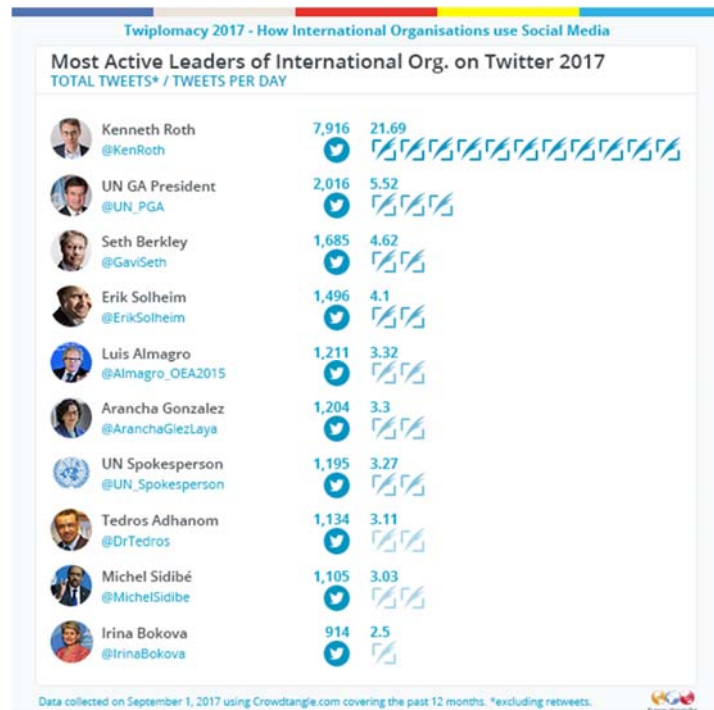 Twiplomacy 2017 - How International Organisations use Social Media
Most Active Leaders of International Org. on Twitter 2017
TOTAL TWEETS* / TWEETS PER DAY
Kenneth Roth 7,916 21.69
@KenRoth
UN GA President 2,016 5.52
@UN_PGA
Seth Berkley 1,685 4.62
@GaviSeth
Erik Solheim 1,496 4.1
@ErikSolheim
Luis Almagro 1,211 3.32
@Almagro_OEA2015
Arancha Gonzalez 1,204 3.3
@AranchaGlezLaya
UN Spokesperson 1,195 3.27
@UN_Spokesperson
Tedros Adhanom 1,134 3.11
@DrTedros
Michel Sidibé 1,105 3.03
@MichelSidibe
Irina Bokova 914 2.5
@IrinaBokova
Data collected on September 1, 2017 using Crowdtangle.com covering the past 12 months. *excluding retweets.